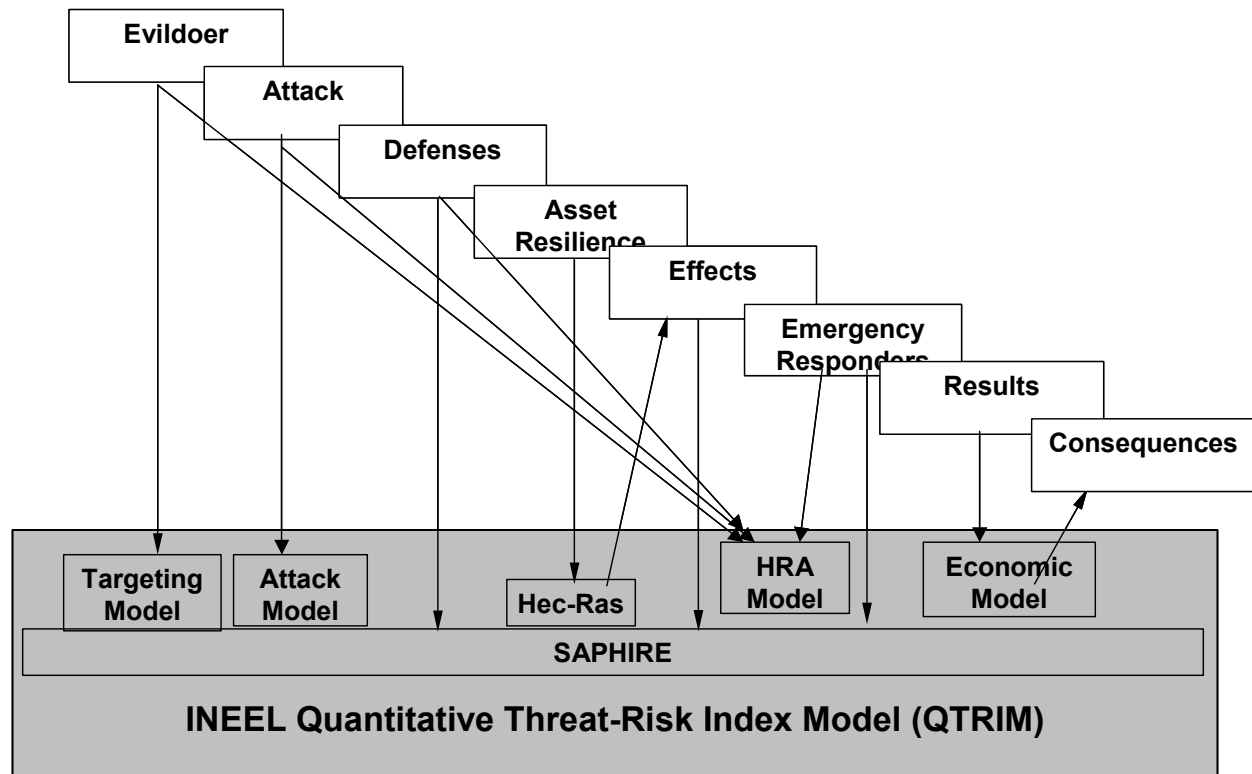 Evildoer
Attack
Defenses
Asset
Resilience
Effects
Emergency
Responders
Results
Consequences
Targeting
Model
Attack
Model
Hec-Ras
HRA
Model
Economic
Model
SAPHIRE
INEEL Quantitative Threat-Risk Index Model (QTRIM)